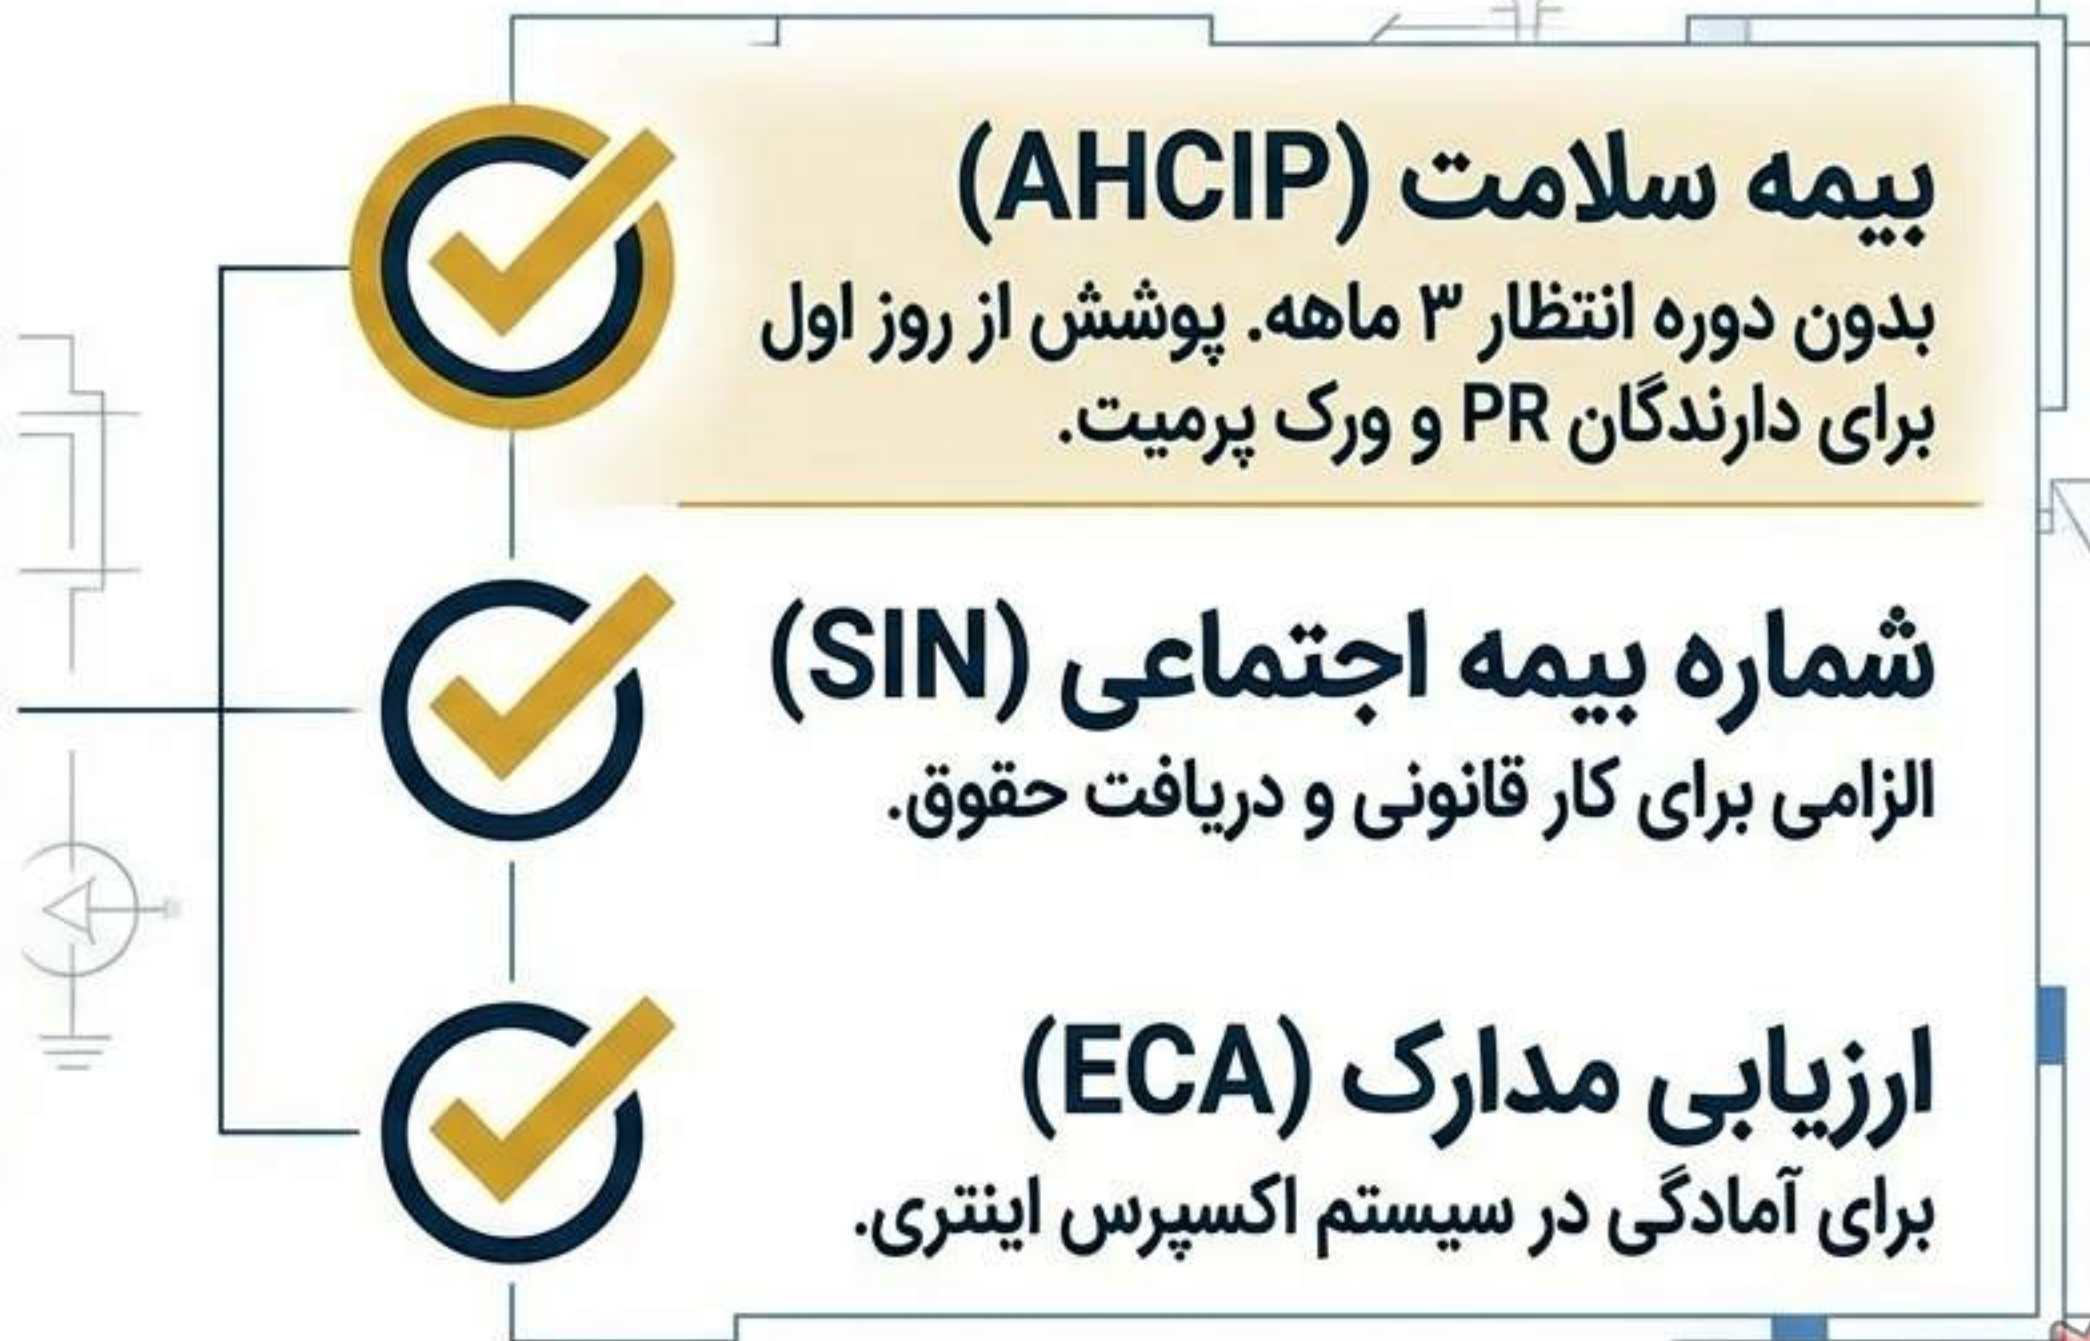 بیمه سلامت (AHCIP)
بدون دوره انتظار ۳ ماهه. پوشش از روز اول
برای دارندگان PR و ورک پرمیت.
شماره بیمه اجتماعی (SIN)
الزامی برای کار قانونی و دریافت حقوق.
ارزیابی مدارک (ECA)
برای آمادگی در سیستم اکسپرس اینتری.